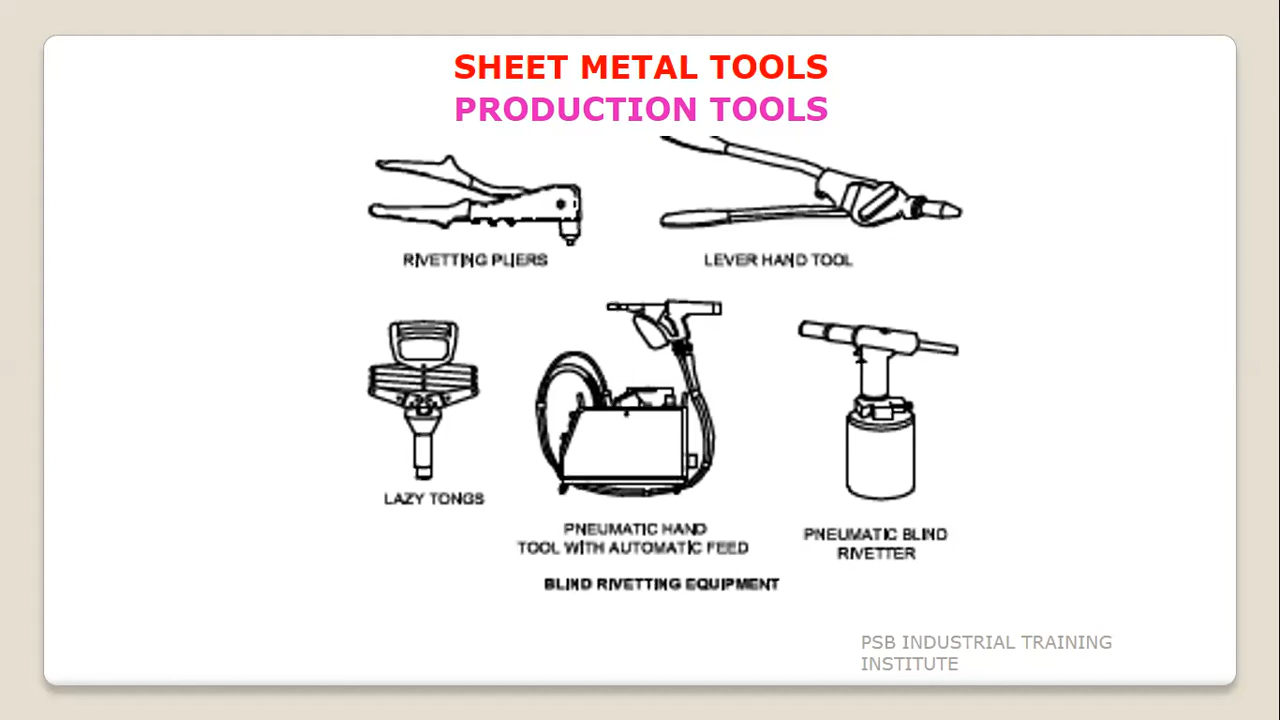 SHEET METAL TOOLS
PRODUCTION TOOLS
RIVETTING PLIERS
LEVER HAND TOOL
LAZY TONGS
PNEUMATIC HAND
TOOL WITH AUTOMATIC FEED
PNEUMATIC BLIND
RIVETTER
BLIND RIVETTING EQUIPMENT
PSB INDUSTRIAL TRAINING
INSTITUTE